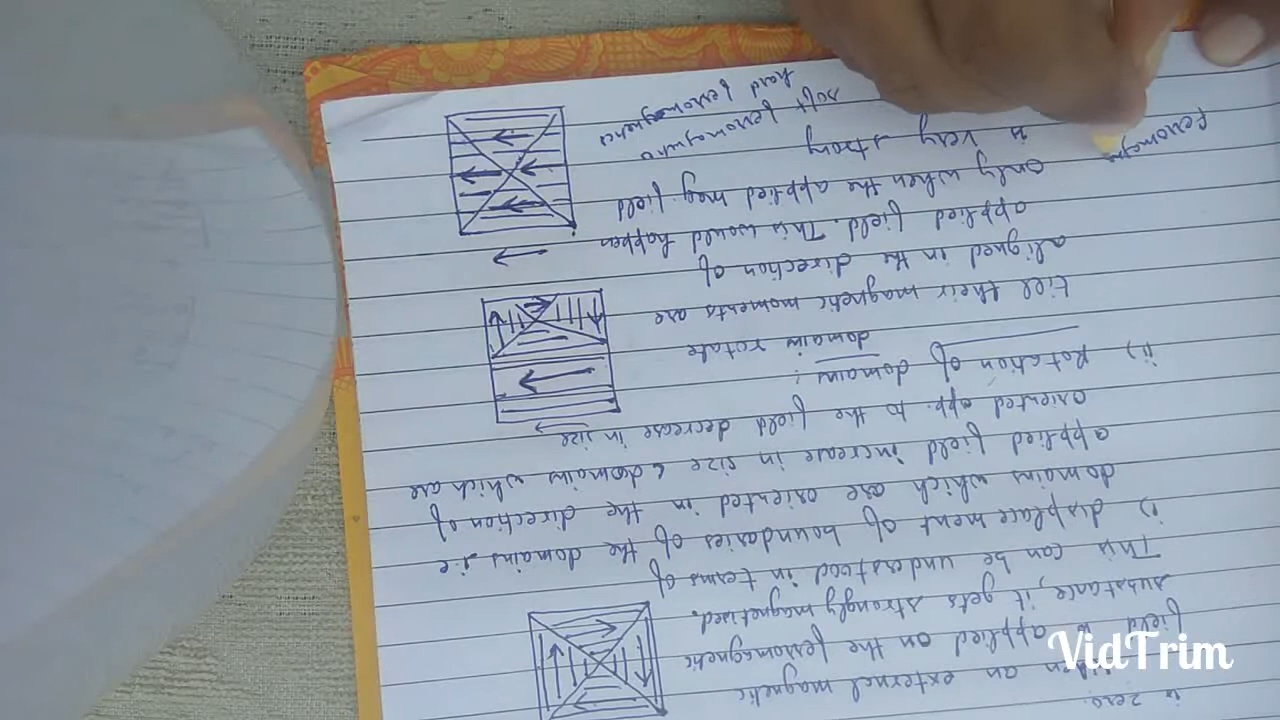 is zero.
When an external magnetic
field is applied on the ferromagnetic
substance, it gets strongly magnetised.
This can be understood in terms of
i) displacement of boundaries of the domains i.e
domains which are oriented in the direction of
applied field increase in size & domains which are
oriented opp. to the field decrease in size
ii) Rotation of domains :
domain rotate
till their magnetic moments are
aligned in the direction of
applied field. This would happen
only when the applied mag. field
is very strong
soft ferromagnetic
hard ferromagnetic
VidTrim